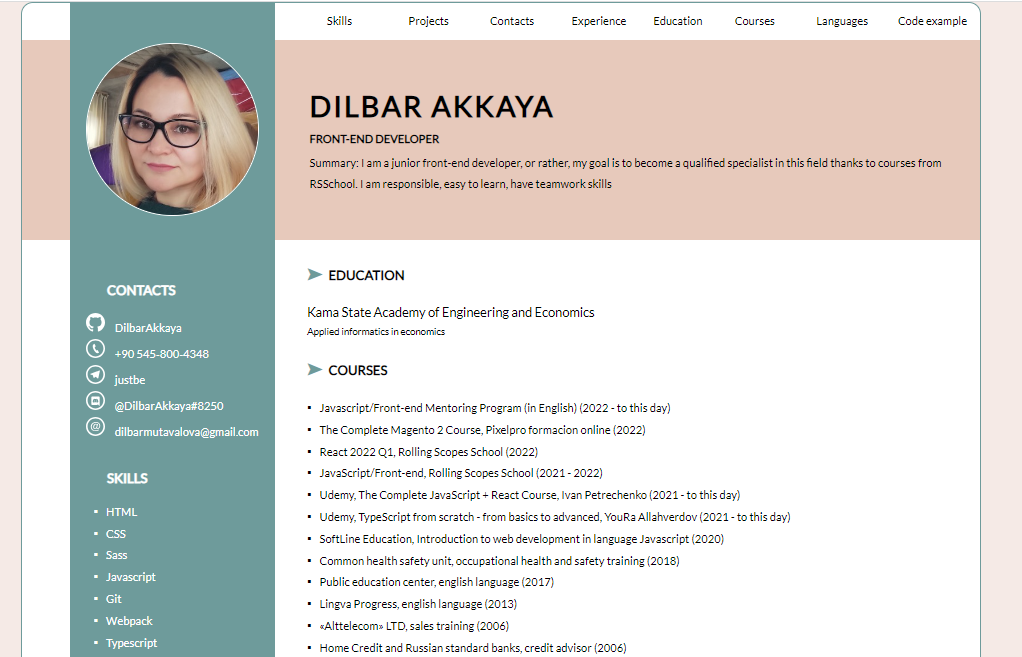 Skills Projects Contacts Experience Education Courses Languages Code example
DILBAR AKKAYA
FRONT-END DEVELOPER
Summary: I am a junior front-end developer, or rather, my goal is to become a qualified specialist in this field thanks to courses from
RSSchool. I am responsible, easy to learn, have teamwork skills
CONTACTS
DilbarAkkaya
+90 545-800-4348
justbe
@DilbarAkkaya#8250
dilbarmutavalova@gmail.com
SKILLS
▪ HTML
▪ CSS
▪ Sass
▪ Javascript
▪ Git
▪ Webpack
▪ Typescript
EDUCATION
Kama State Academy of Engineering and Economics
Applied informatics in economics
COURSES
▪ Javascript/Front-end Mentoring Program (in English) (2022 - to this day)
▪ The Complete Magento 2 Course, Pixelpro formacion online (2022)
▪ React 2022 Q1, Rolling Scopes School (2022)
▪ JavaScript/Front-end, Rolling Scopes School (2021 - 2022)
▪ Udemy, The Complete JavaScript + React Course, Ivan Petrechenko (2021 - to this day)
▪ Udemy, TypeScript from scratch - from basics to advanced, YouRa Allahverdov (2021 - to this day)
▪ SoftLine Education, Introduction to web development in language Javascript (2020)
▪ Common health safety unit, occupational health and safety training (2018)
▪ Public education center, english language (2017)
▪ Lingva Progress, english language (2013)
▪ «Alttelecom» LTD, sales training (2006)
▪ Home Credit and Russian standard banks, credit advisor (2006)